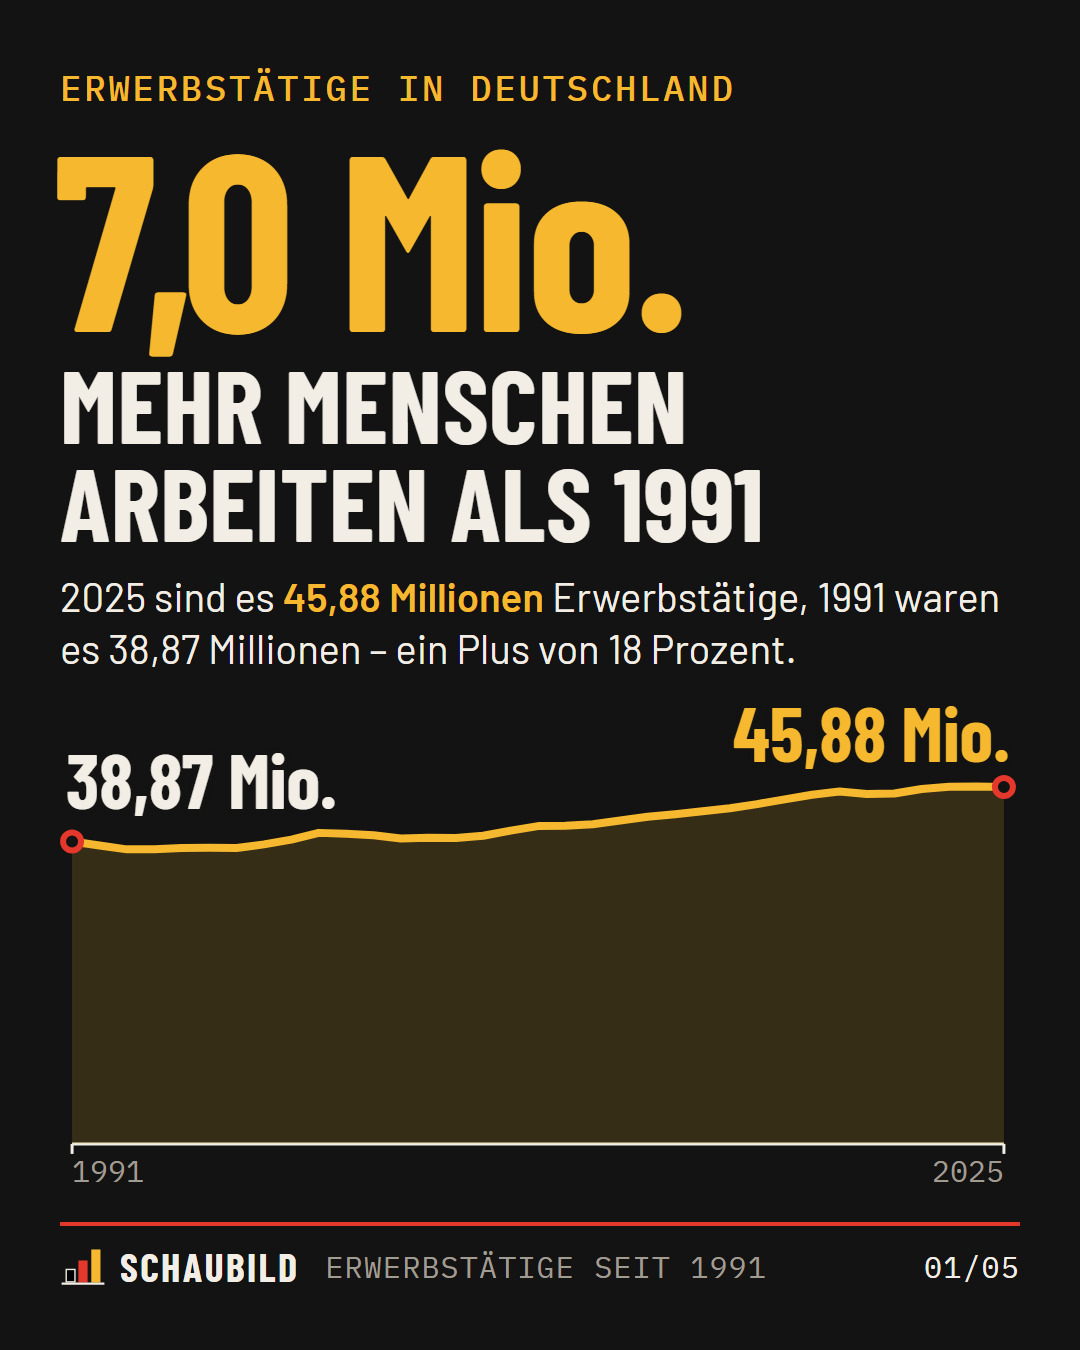 ERWERBSTÄTIGE IN DEUTSCHLAND
7,0 Mio.
MEHR MENSCHEN
ARBEITEN ALS 1991
2025 sind es 45,88 Millionen Erwerbstätige, 1991 waren
es 38,87 Millionen – ein Plus von 18 Prozent.
45,88 Mio.
38,87 Mio.
1991 2025
SCHAUBILD ERWERBSTÄTIGE SEIT 1991 01/05